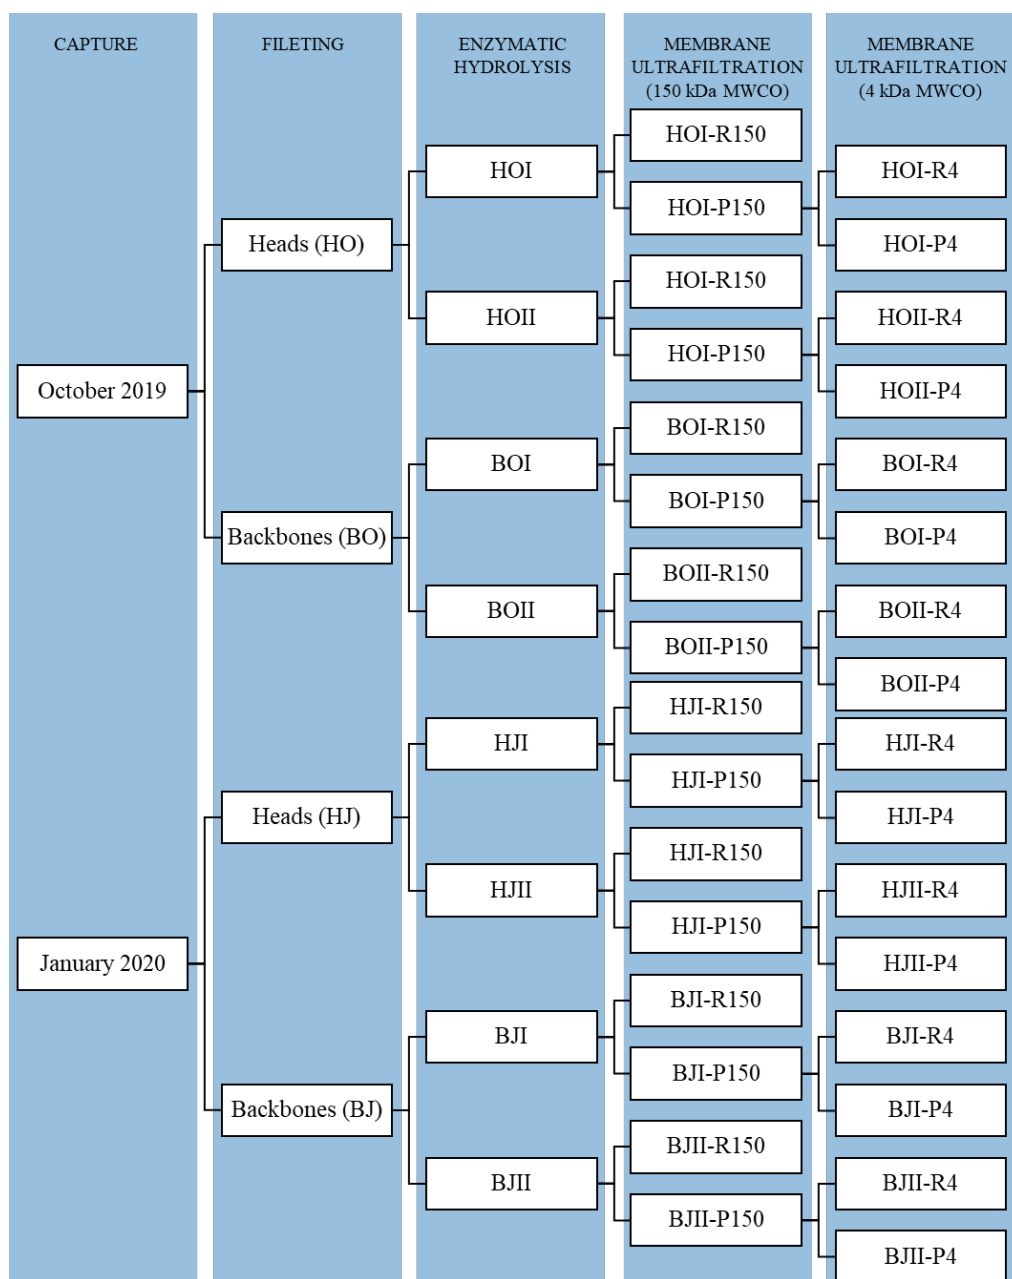 CAPTURE
FILETING
ENZYMATIC
HYDROLYSIS
MEMBRANE
ULTRAFILTRATION
(150 kDa MWCO)
MEMBRANE
ULTRAFILTRATION
(4 kDa MWCO)
October 2019
January 2020
Heads (HO)
Backbones (BO)
Heads (HJ)
Backbones (BJ)
HOI
HOII
BOI
BOII
HJI
HJII
BJI
BJII
HOI-R150
HOI-P150
HOI-R150
HOI-P150
BOI-R150
BOI-P150
BOII-R150
BOII-P150
HJI-R150
HJI-P150
HJI-R150
HJI-P150
BJI-R150
BJI-P150
BJII-R150
BJII-P150
HOI-R4
HOI-P4
HOII-R4
HOII-P4
BOI-R4
BOI-P4
BOII-R4
BOII-P4
HJI-R4
HJI-P4
HJII-R4
HJII-P4
BJI-R4
BJI-P4
BJII-R4
BJII-P4